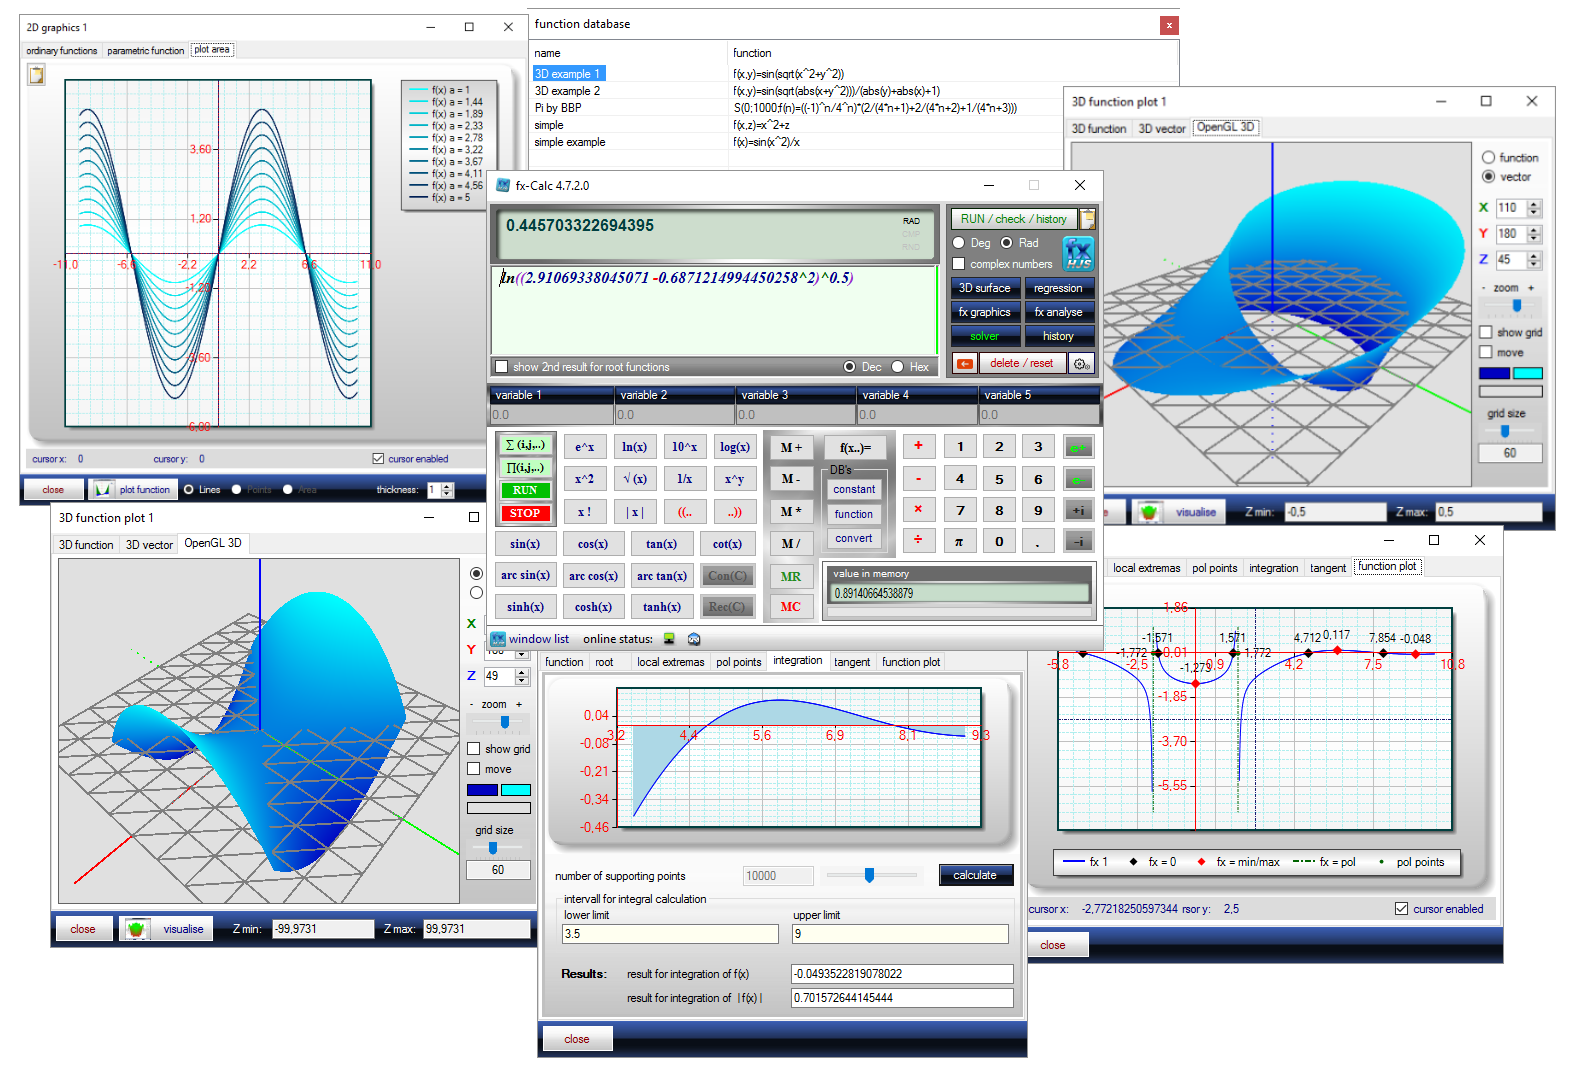 2D graphics 1
ordinary functions parametric function plot area
f(x) a = 1
f(x) a = 1,44
f(x) a = 1,89
f(x) a = 2,33
f(x) a = 2,78
f(x) a = 3,22
f(x) a = 3,67
f(x) a = 4,11
f(x) a = 4,56
f(x) a = 5
3,60
1,20
-11,0 -6,6 -2,2 2,2 6,6 11,0
-1,20
-3,60
-6,00
cursor x: 0 cursor y: 0 cursor enabled
close plot function Lines Points Area thickness: 1
function database
x
name function
3D example 1 f(x,y)=sin(sqrt(x^2+y^2))
3D example 2 f(x,y)=sin(sqrt(abs(x+y^2)))/(abs(y)+abs(x)+1)
Pi by BBP S(0;1000;f(n)=((-1)^n/4^n)*(2/(4*n+1)+2/(4*n+2)+1/(4*n+3)))
simple f(x,z)=x^2+z
simple example f(x)=sin(x^2)/x
3D function plot 1
3D function 3D vector OpenGL 3D
function
vector
X 110
Y 180
Z 45
- zoom +
show grid
move
grid size
60
visualise Z min: -0,5 Z max: 0,5
fx-Calc 4.7.2.0
0.445703322694395
RAD
CMP
RND
ln((2.91069338045071 -0.6871214994450258^2)^0.5)
show 2nd result for root functions Dec Hex
RUN / check / history
Deg Rad
fx
HJS
complex numbers
3D surface regression
fx graphics fx analyse
solver history
delete / reset
variable 1 variable 2 variable 3 variable 4 variable 5
0.0 0.0 0.0 0.0 0.0
∑ (i,j,..) e^x ln(x) 10^x log(x) M + f(x..)= + 1 2 3
∏(i,j,..)
RUN x^2 √ (x) 1/x x^y M - DB's constant - 4 5 6
STOP x ! | x | ((.. ..)) M * function × 7 8 9 +i
sin(x) cos(x) tan(x) cot(x) M / convert ÷ π 0 . -i
arc sin(x) arc cos(x) arc tan(x) Con(C) MR value in memory
sinh(x) cosh(x) tanh(x) Rec(C) MC 0.89140664538879
window list online status:
3D function plot 1
3D function 3D vector OpenGL 3D
X
Y
Z 49
- zoom +
show grid
move
grid size
60
close visualise Z min: -99,9731 Z max: 99,9731
function root local extremas pol points integration tangent function plot
0,04
-0,08
-0,21
-0,34
-0,46
3,2 4,4 5,6 6,9 8,1 9,3
number of supporting points 10000 calculate
intervall for integral calculation
lower limit upper limit
3.5 9
Results: result for integration of f(x) -0.0493522819078022
result for integration of |f(x)| 0.701572644145444
close
local extremas pol points integration tangent function plot
1,86
-1,571 1,571 4,712 0,117 7,854 -0,048
-1,772 -0,01 1,772
-5,8 -2,5 -1,273 0,9 4,2 7,5 10,8
-1,85
-3,70
-5,55
fx 1 fx = 0 fx = min/max fx = pol pol points
cursor x: -2,77218250597344 rsor y: 2,5 cursor enabled
close